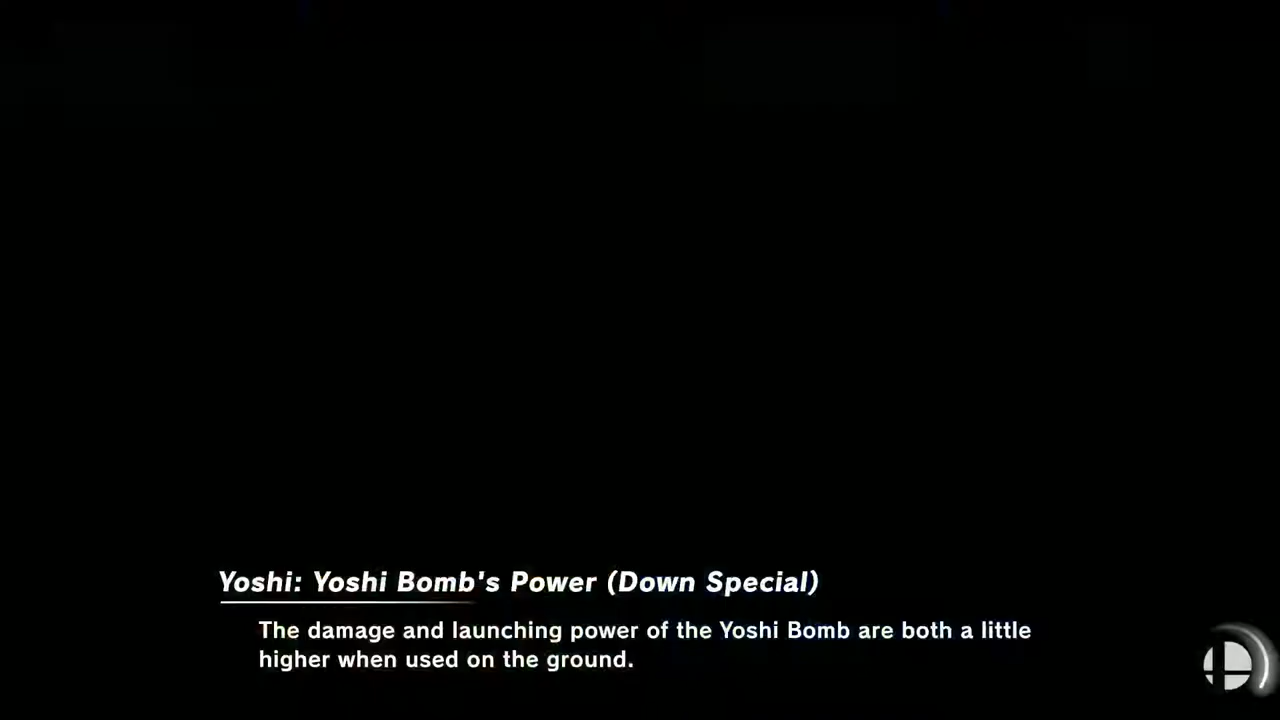 Yoshi: Yoshi Bomb's Power (Down Special)
The damage and launching power of the Yoshi Bomb are both a little
higher when used on the ground.